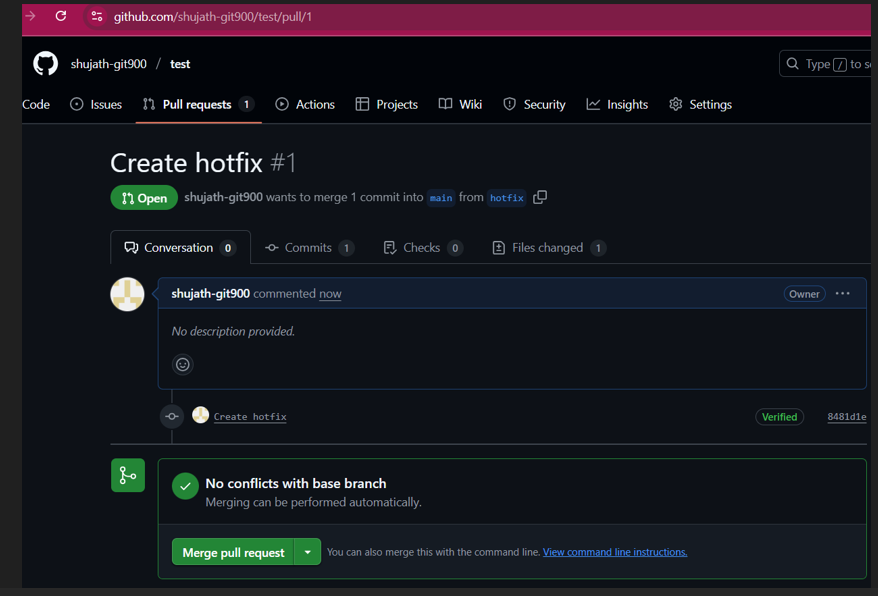 github.com/shujath-git900/test/pull/1
shujath-git900 / test
Type / to se
Code Issues Pull requests 1 Actions Projects Wiki Security Insights Settings
Create hotfix #1
Open shujath-git900 wants to merge 1 commit into main from hotfix
Conversation 0 Commits 1 Checks 0 Files changed 1
shujath-git900 commented now Owner
No description provided.
Create hotfix Verified 8481d1e
No conflicts with base branch
Merging can be performed automatically.
Merge pull request You can also merge this with the command line. View command line instructions.